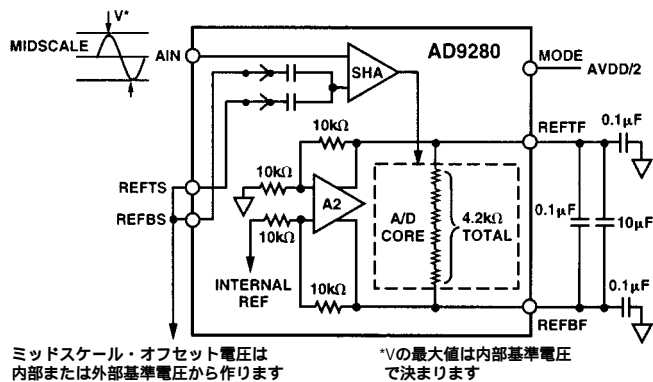 V*
MIDSCALE
AIN
SHA
AD9280
MODE
AVDD/2
REFTF
0.1µF
10kΩ
REFTS
10kΩ
A2
A/D
CORE
4.2kΩ
TOTAL
0.1µF
10µF
REFBS
10kΩ
INTERNAL
REF
10kΩ
0.1µF
REFBF
ミッドスケール・オフセット電圧は
内部または外部基準電圧から作ります
*Vの最大値は内部基準電圧
で決まります